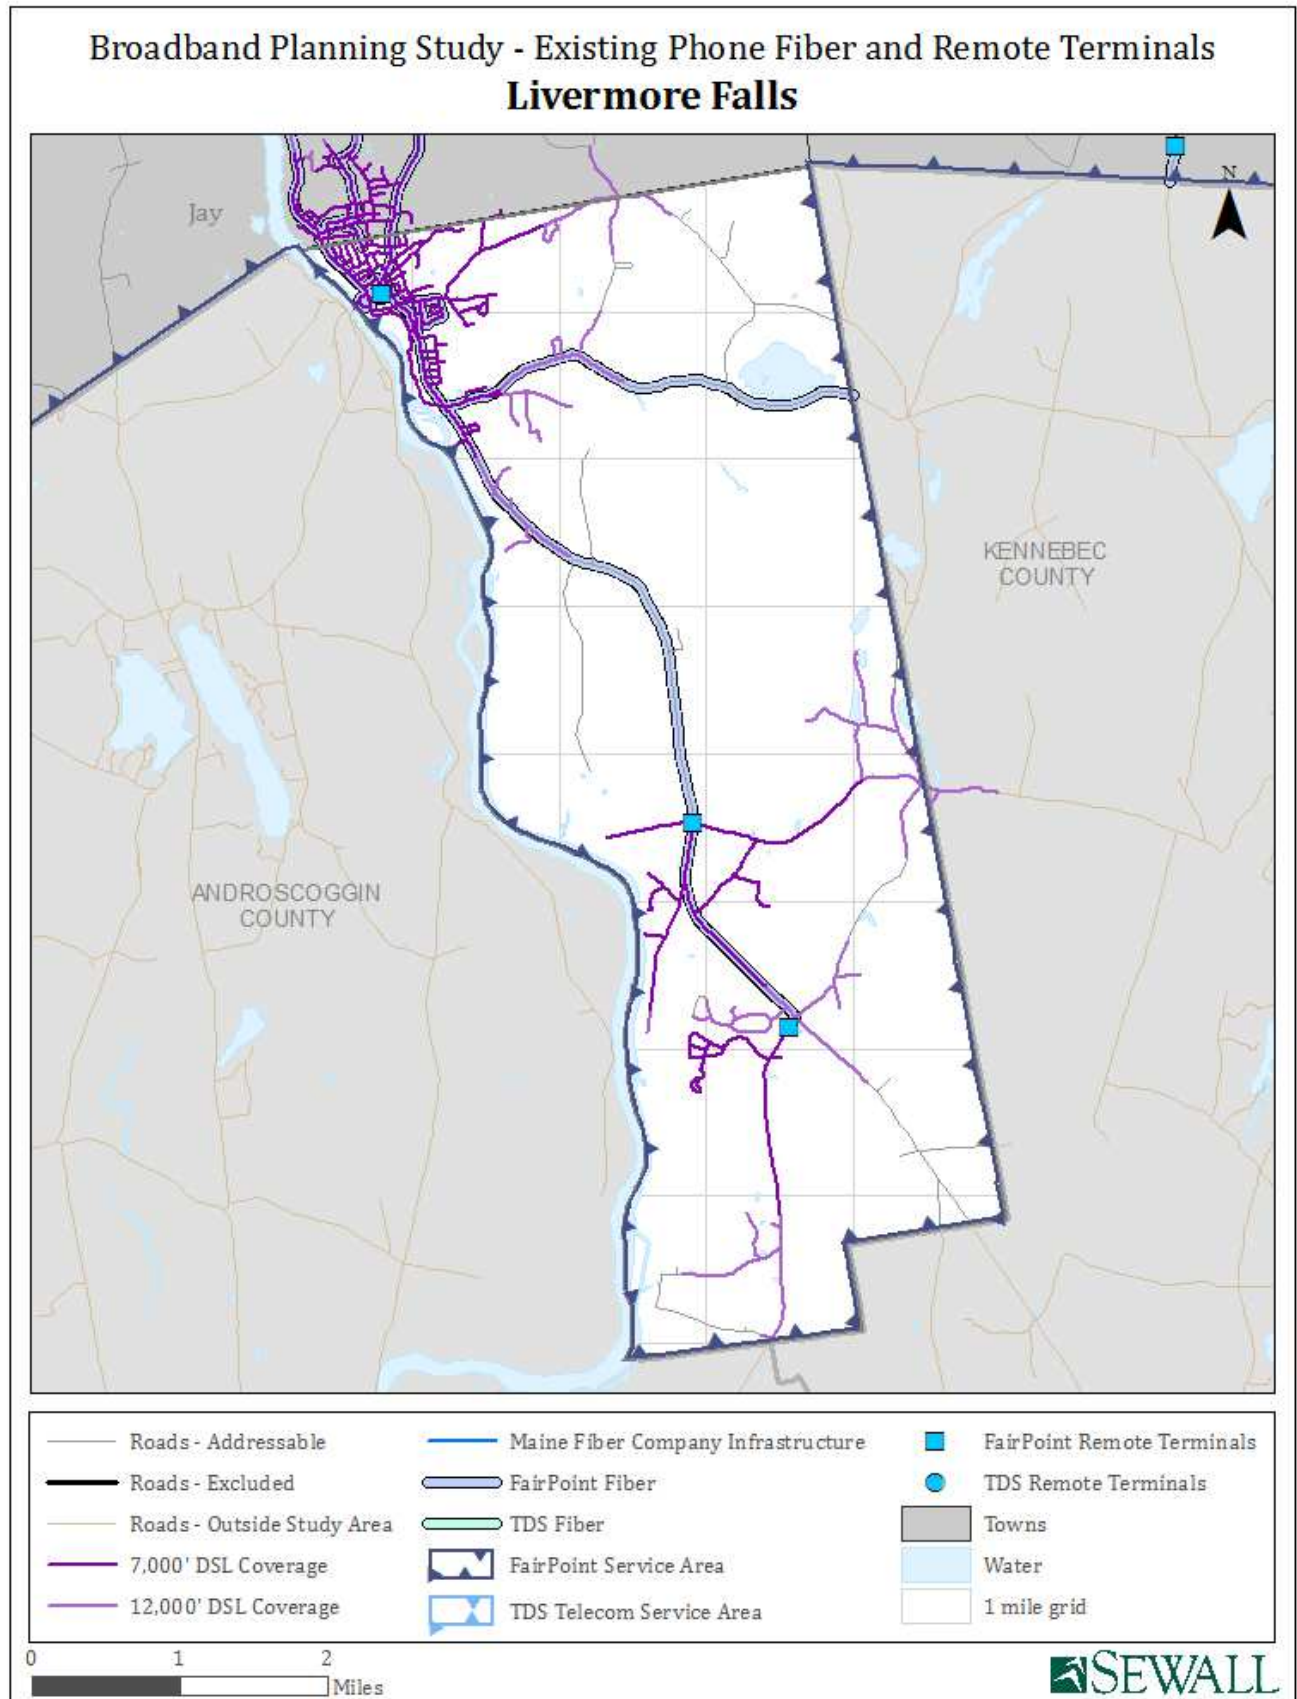 Broadband Planning Study - Existing Phone Fiber and Remote Terminals
Livermore Falls
Jay
N
KENNEBEC
COUNTY
ANDROSCOGGIN
COUNTY
Roads - Addressable
Roads - Excluded
Roads - Outside Study Area
7,000' DSL Coverage
12,000' DSL Coverage
Maine Fiber Company Infrastructure
FairPoint Fiber
TDS Fiber
FairPoint Service Area
TDS Telecom Service Area
FairPoint Remote Terminals
TDS Remote Terminals
Towns
Water
1 mile grid
0 1 2
Miles
SEWALL